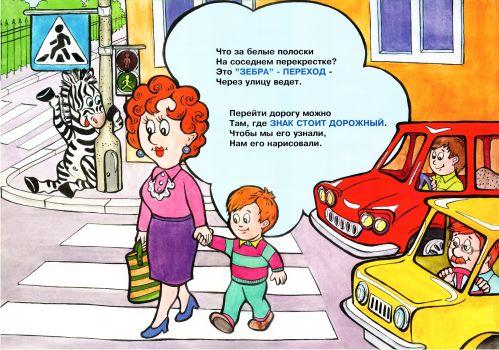 Что за белые полоски
На соседнем перекрестке?
Это "ЗЕБРА" - ПЕРЕХОД -
Через улицу ведет.
Перейти дорогу можно
Там, где ЗНАК СТОИТ ДОРОЖНЫЙ.
Чтобы мы его узнали,
Нам его нарисовали.